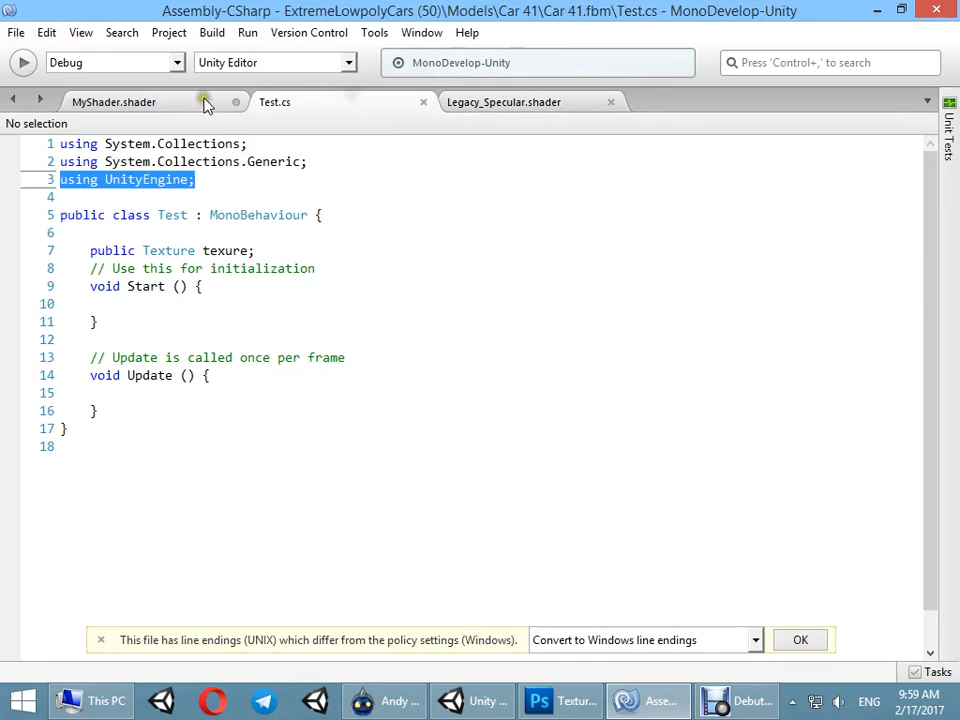 Assembly-CSharp - ExtremeLowpolyCars (50)\Models\Car 41\Car 41.fbm\Test.cs - MonoDevelop-Unity
File Edit View Search Project Build Run Version Control Tools Window Help
Debug Unity Editor MonoDevelop-Unity Press 'Control+,' to search
MyShader.shader Test.cs Legacy_Specular.shader
No selection
Unit Tests
1 using System.Collections;
2 using System.Collections.Generic;
3 using UnityEngine;
4
5 public class Test : MonoBehaviour {
6
7 public Texture texure;
8 // Use this for initialization
9 void Start () {
10
11 }
12
13 // Update is called once per frame
14 void Update () {
15
16 }
17 }
18
This file has line endings (UNIX) which differ from the policy settings (Windows). Convert to Windows line endings OK
Tasks
This PC Andy ... Unity ... Ps Textur... Asse... Debut... ENG
9:59 AM
2/17/2017